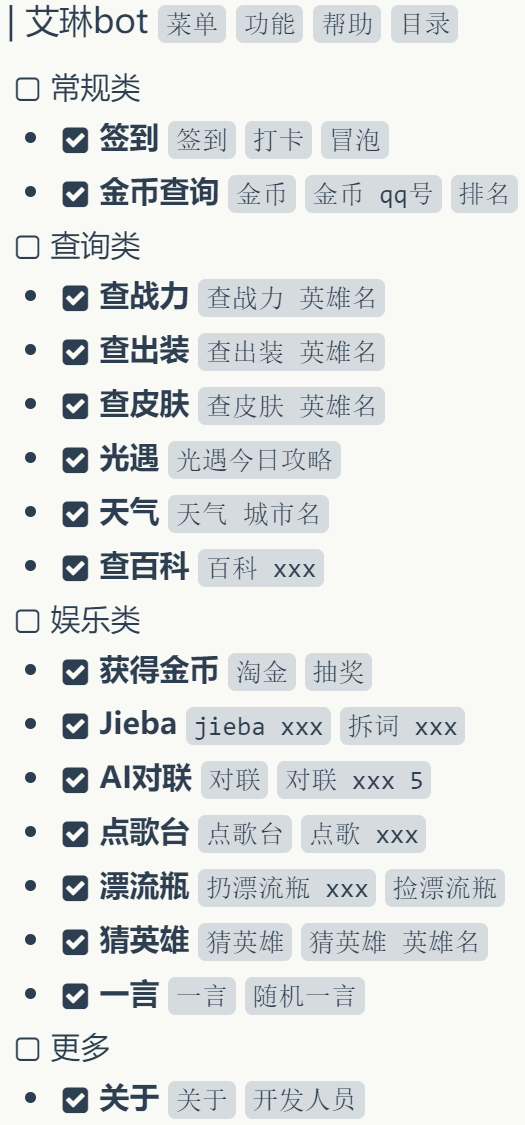 | 艾琳bot 菜单 功能 帮助 目录
常规类
签到 签到 打卡 冒泡
金币查询 金币 金币 qq号 排名
查询类
查战力 查战力 英雄名
查出装 查出装 英雄名
查皮肤 查皮肤 英雄名
光遇 光遇今日攻略
天气 天气 城市名
查百科 百科 xxx
娱乐类
获得金币 淘金 抽奖
Jieba jieba xxx 拆词 xxx
AI对联 对联 对联 xxx 5
点歌台 点歌台 点歌 xxx
漂流瓶 扔漂流瓶 xxx 捡漂流瓶
猜英雄 猜英雄 猜英雄 英雄名
一言 一言 随机一言
更多
关于 关于 开发人员